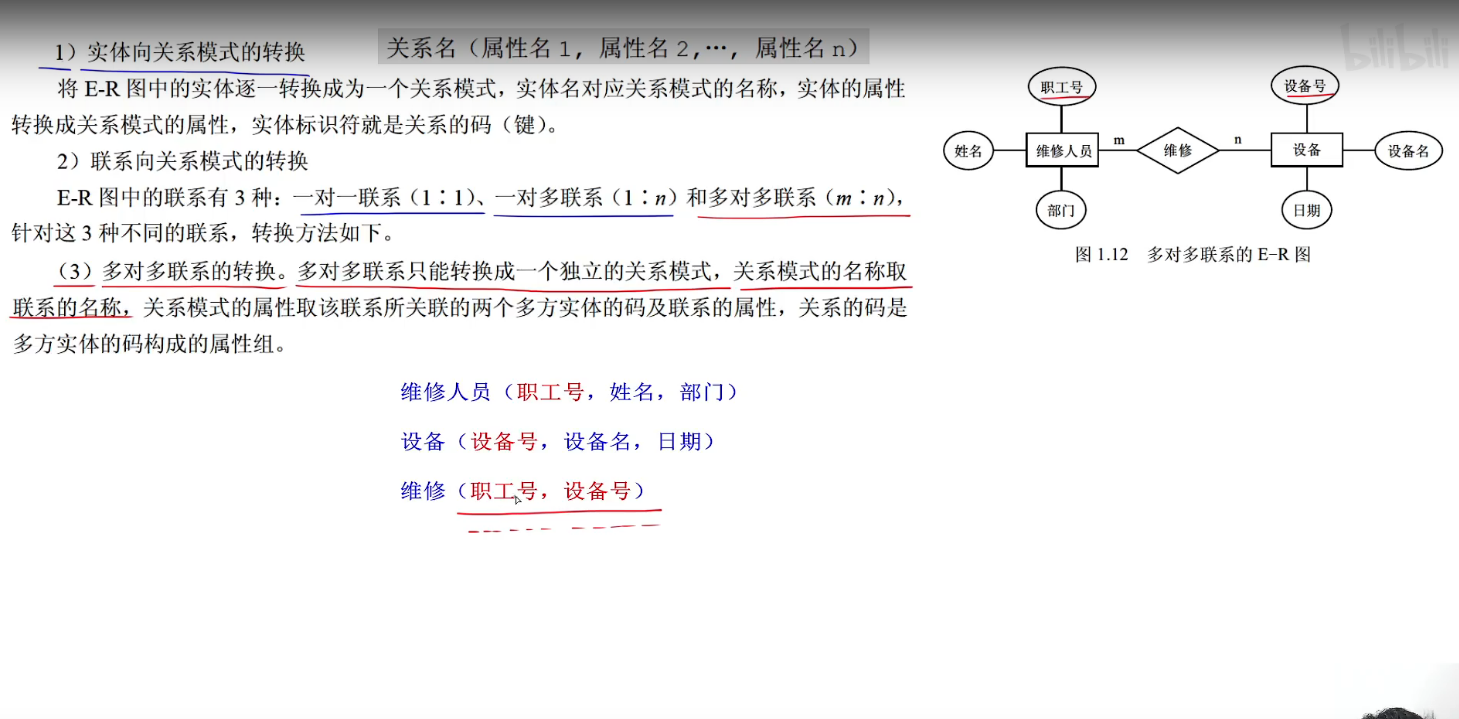 1）实体向关系模式的转换
关系名（属性名 1, 属性名 2,…, 属性名 n）
将 E-R 图中的实体逐一转换成为一个关系模式，实体名对应关系模式的名称，实体的属性
转换成关系模式的属性，实体标识符就是关系的码（键）。
2）联系向关系模式的转换
E-R 图中的联系有 3 种：一对一联系（1∶1）、一对多联系（1∶n）和多对多联系（m∶n），
针对这 3 种不同的联系，转换方法如下。
（3）多对多联系的转换。多对多联系只能转换成一个独立的关系模式，关系模式的名称取
联系的名称，关系模式的属性取该联系所关联的两个多方实体的码及联系的属性，关系的码是
多方实体的码构成的属性组。
维修人员（职工号，姓名，部门）
设备（设备号，设备名，日期）
维修（职工号，设备号）
bilibili
职工号
设备号
姓名
维修人员
m
维修
n
设备
设备名
部门
日期
图 1.12 多对多联系的 E-R 图